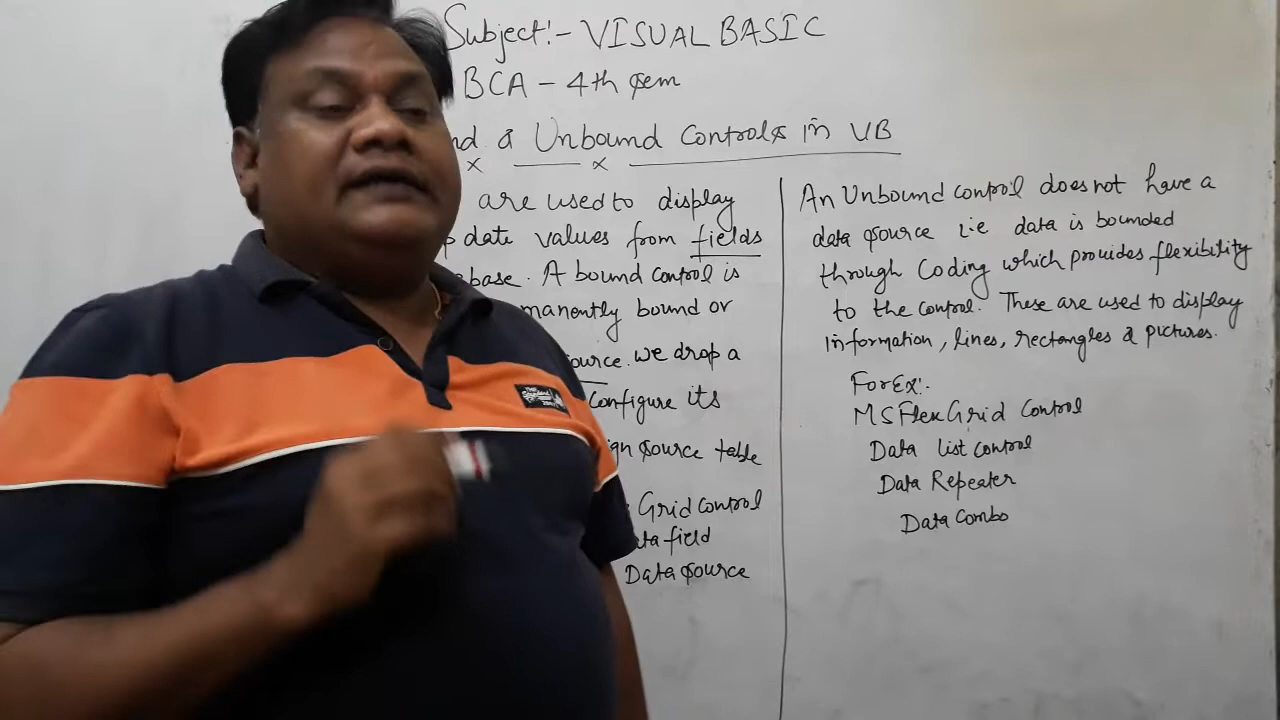 Subject:- VISUAL BASIC
BCA - 4th Sem
nd & Unbound Controls in VB
are used to display
date values from fields
base. A bound control is
manently bound or
ource. we drop a
Configure its
ign source table
Grid control
ata field
Data source
An Unbound control does not have a
data source i.e data is bounded
through Coding which provides flexibility
to the control. These are used to display
information, lines, rectangles & pictures.
For Ex:.
MSFlexGrid Control
Data list control
Data Repeater
Data Combo